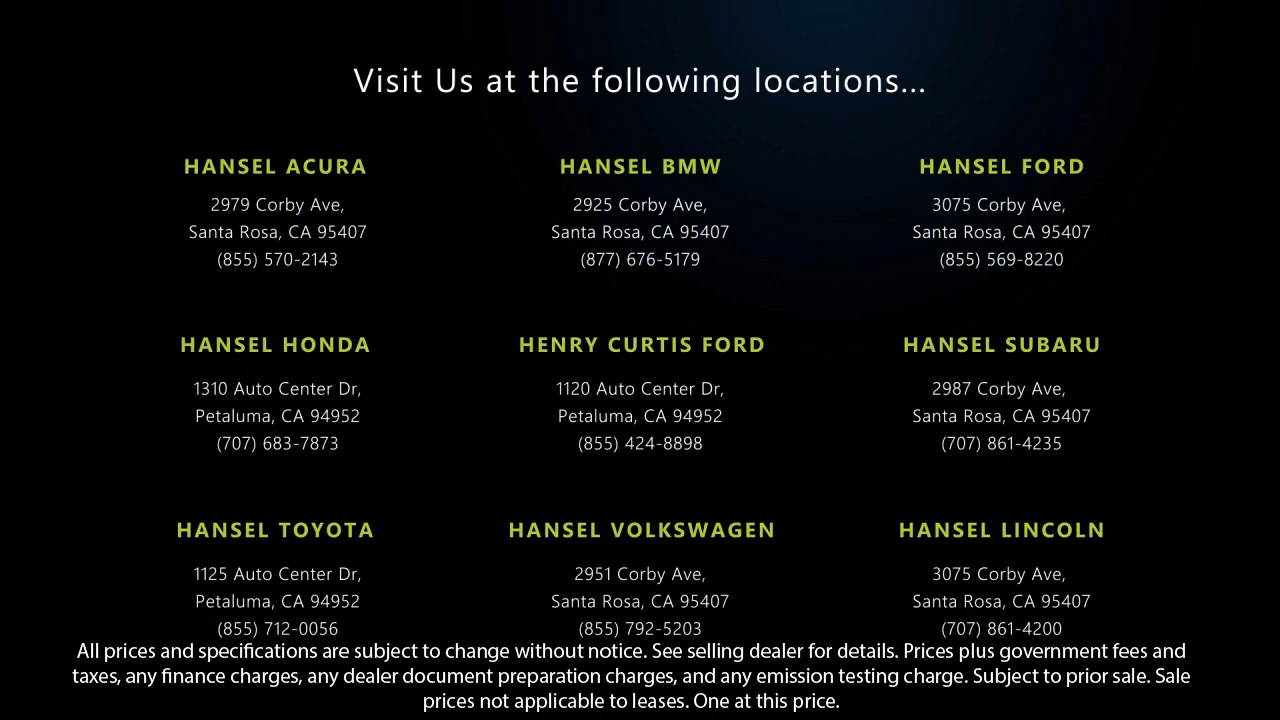 Visit Us at the following locations...
HANSEL ACURA
2979 Corby Ave,
Santa Rosa, CA 95407
(855) 570-2143
HANSEL BMW
2925 Corby Ave,
Santa Rosa, CA 95407
(877) 676-5179
HANSEL FORD
3075 Corby Ave,
Santa Rosa, CA 95407
(855) 569-8220
HANSEL HONDA
1310 Auto Center Dr,
Petaluma, CA 94952
(707) 683-7873
HENRY CURTIS FORD
1120 Auto Center Dr,
Petaluma, CA 94952
(855) 424-8898
HANSEL SUBARU
2987 Corby Ave,
Santa Rosa, CA 95407
(707) 861-4235
HANSEL TOYOTA
1125 Auto Center Dr,
Petaluma, CA 94952
(855) 712-0056
HANSEL VOLKSWAGEN
2951 Corby Ave,
Santa Rosa, CA 95407
(855) 792-5203
HANSEL LINCOLN
3075 Corby Ave,
Santa Rosa, CA 95407
(707) 861-4200
All prices and specifications are subject to change without notice. See selling dealer for details. Prices plus government fees and
taxes, any finance charges, any dealer document preparation charges, and any emission testing charge. Subject to prior sale. Sale
prices not applicable to leases. One at this price.